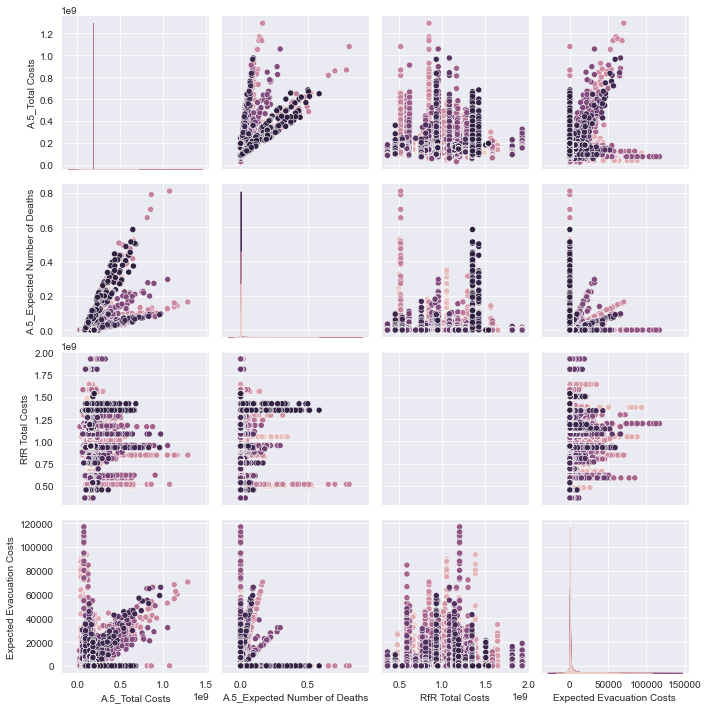 1e9
1.2
1.0
0.8
0.6
0.4
0.2
0.0
A.5_Total Costs
0.8
0.6
0.4
0.2
0.0
A.5_Expected Number of Deaths
1e9
2.00
1.75
1.50
1.25
1.00
0.75
0.50
RfR Total Costs
120000
100000
80000
60000
40000
20000
0
Expected Evacuation Costs
0.0 0.5 1.0 1.5
1e9
A.5_Total Costs
0.0 0.5
A.5_Expected Number of Deaths
0.5 1.0 1.5 2.0
1e9
RfR Total Costs
0 50000 100000 150000
Expected Evacuation Costs